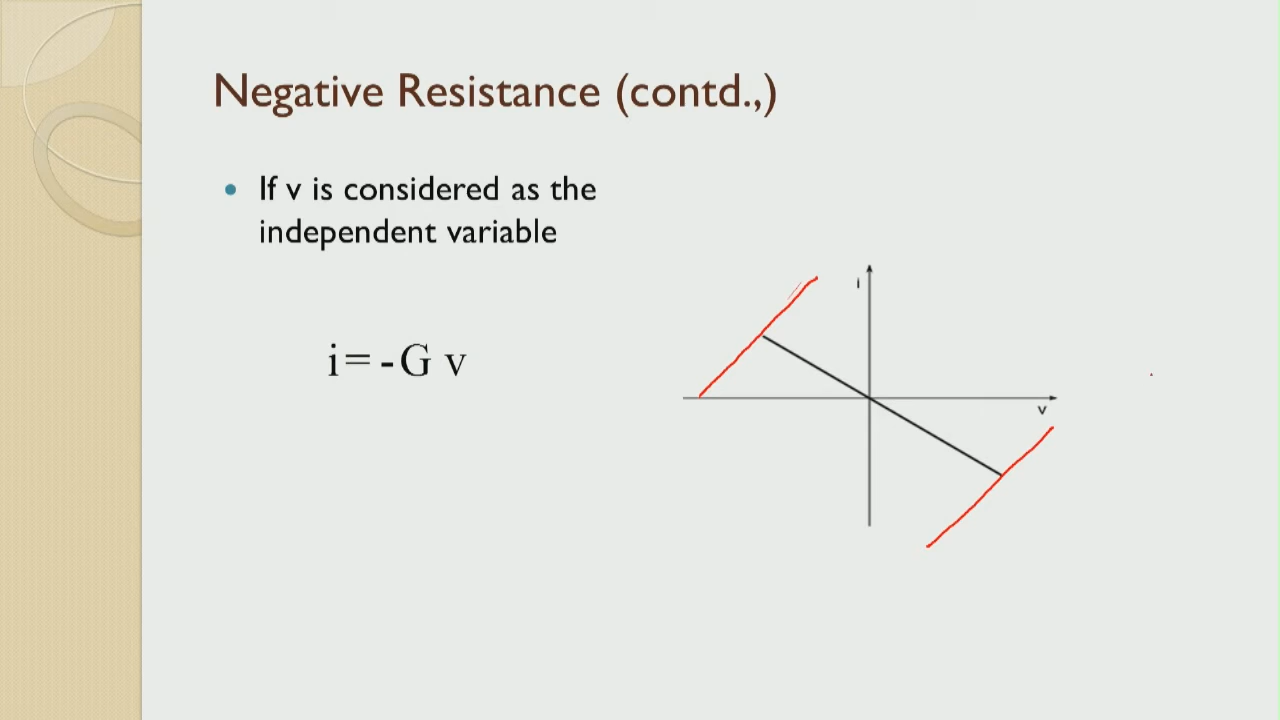 Negative Resistance (contd.,)
If v is considered as the
independent variable
i
i= -G v
v